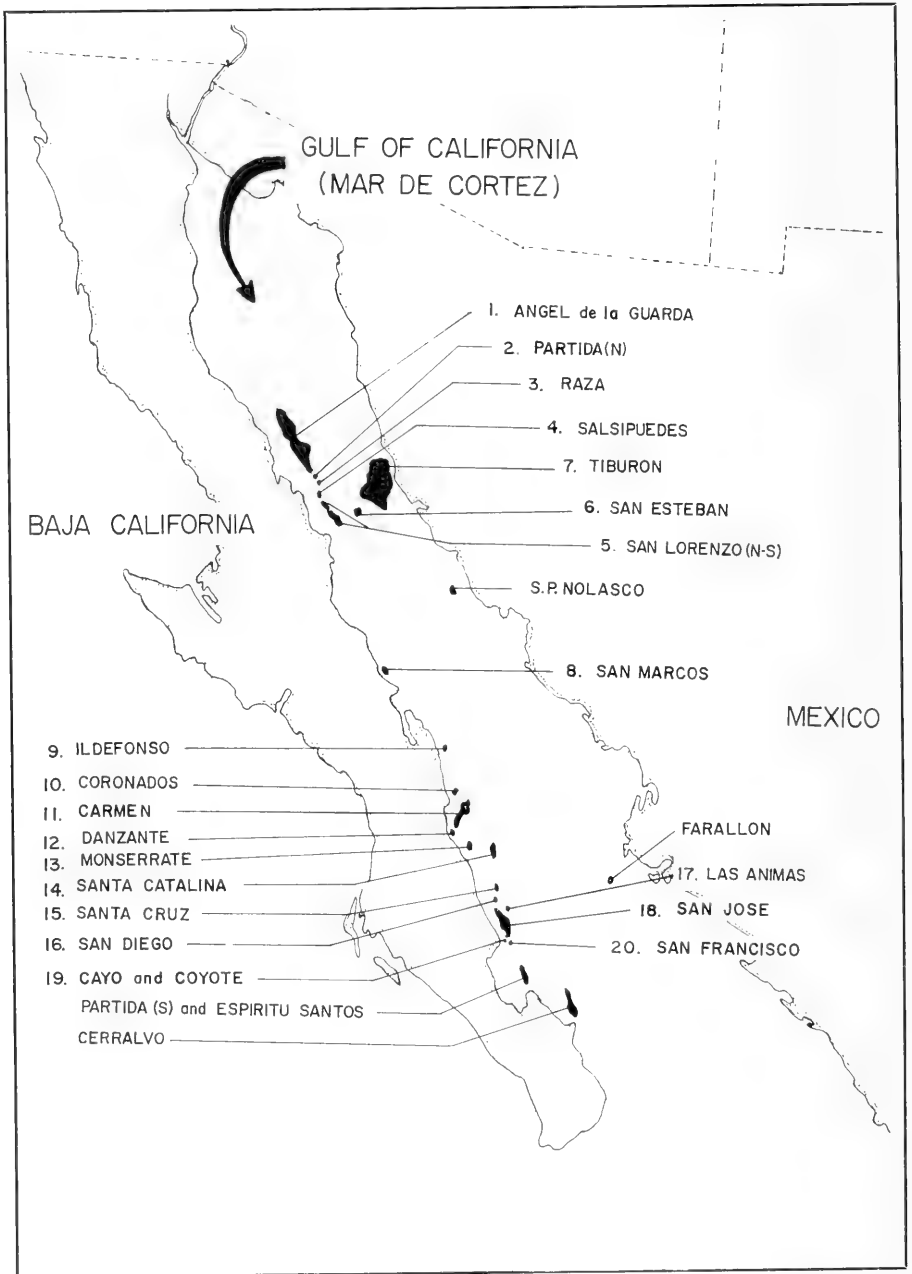 GULF OF CALIFORNIA
(MAR DE CORTEZ)
1. ANGEL de la GUARDA
2. PARTIDA(N)
3. RAZA
4. SALSIPUEDES
7. TIBURON
6. SAN ESTEBAN
BAJA CALIFORNIA
5. SAN LORENZO (N-S)
S.P. NOLASCO
8. SAN MARCOS
MEXICO
9. ILDEFONSO
10. CORONADOS
11. CARMEN
12. DANZANTE
13. MONSERRATE
14. SANTA CATALINA
15. SANTA CRUZ
16. SAN DIEGO
19. CAYO and COYOTE
PARTIDA (S) and ESPIRITU SANTOS
CERRALVO
FARALLON
17. LAS ANIMAS
18. SAN JOSE
20. SAN FRANCISCO